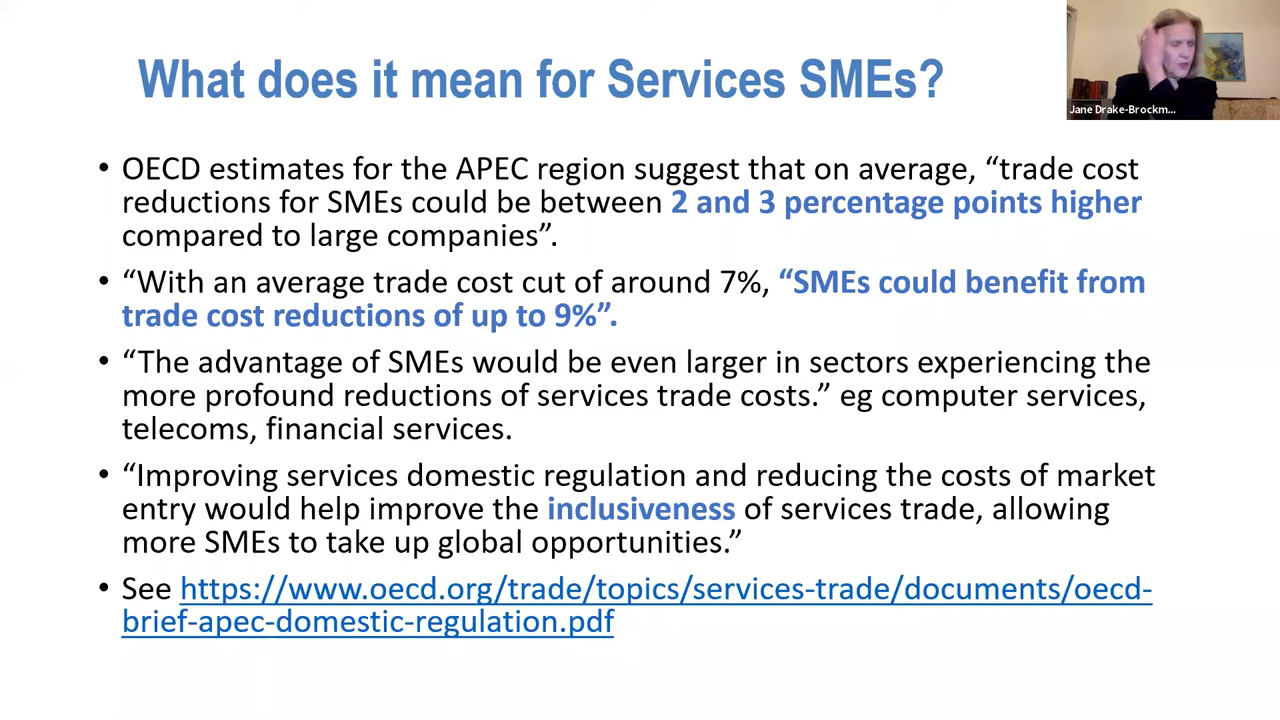 What does it mean for Services SMEs?
Jane Drake-Brockm...
• OECD estimates for the APEC region suggest that on average, “trade cost
reductions for SMEs could be between 2 and 3 percentage points higher
compared to large companies”.
• “With an average trade cost cut of around 7%, “SMEs could benefit from
trade cost reductions of up to 9%”.
• “The advantage of SMEs would be even larger in sectors experiencing the
more profound reductions of services trade costs.” eg computer services,
telecoms, financial services.
• “Improving services domestic regulation and reducing the costs of market
entry would help improve the inclusiveness of services trade, allowing
more SMEs to take up global opportunities.”
• See https://www.oecd.org/trade/topics/services-trade/documents/oecd-
brief-apec-domestic-regulation.pdf